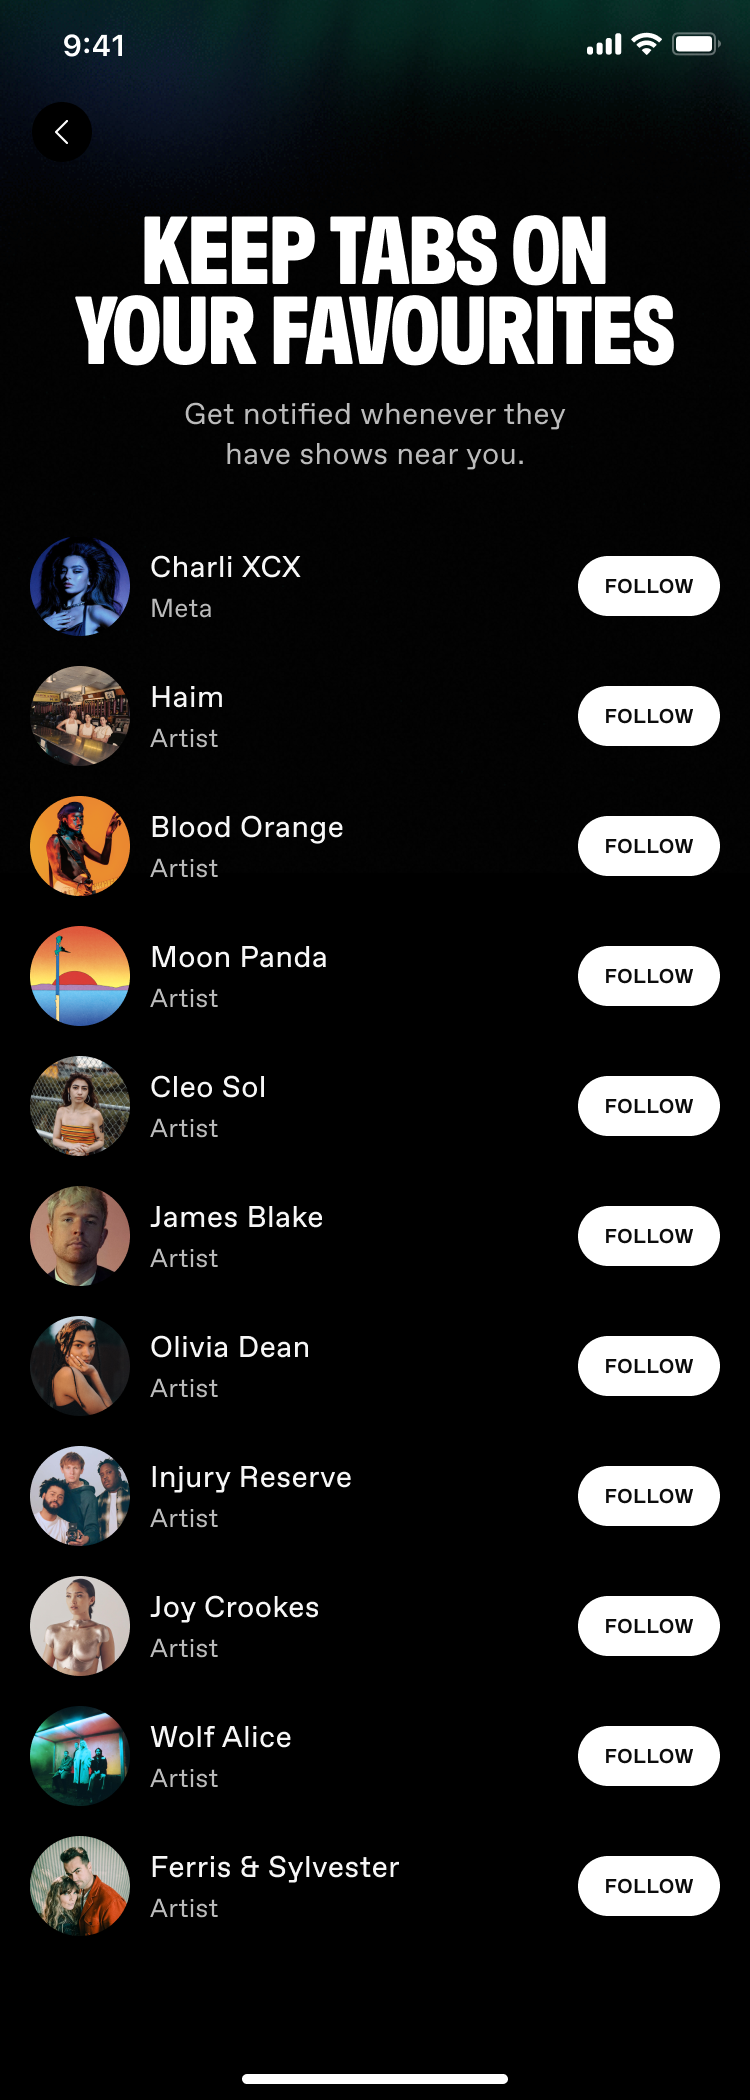 9:41
KEEP TABS ON
YOUR FAVOURITES
Get notified whenever they
have shows near you.
Charli XCX
Meta
FOLLOW
Haim
Artist
FOLLOW
Blood Orange
Artist
FOLLOW
Moon Panda
Artist
FOLLOW
Cleo Sol
Artist
FOLLOW
James Blake
Artist
FOLLOW
Olivia Dean
Artist
FOLLOW
Injury Reserve
Artist
FOLLOW
Joy Crookes
Artist
FOLLOW
Wolf Alice
Artist
FOLLOW
Ferris & Sylvester
Artist
FOLLOW